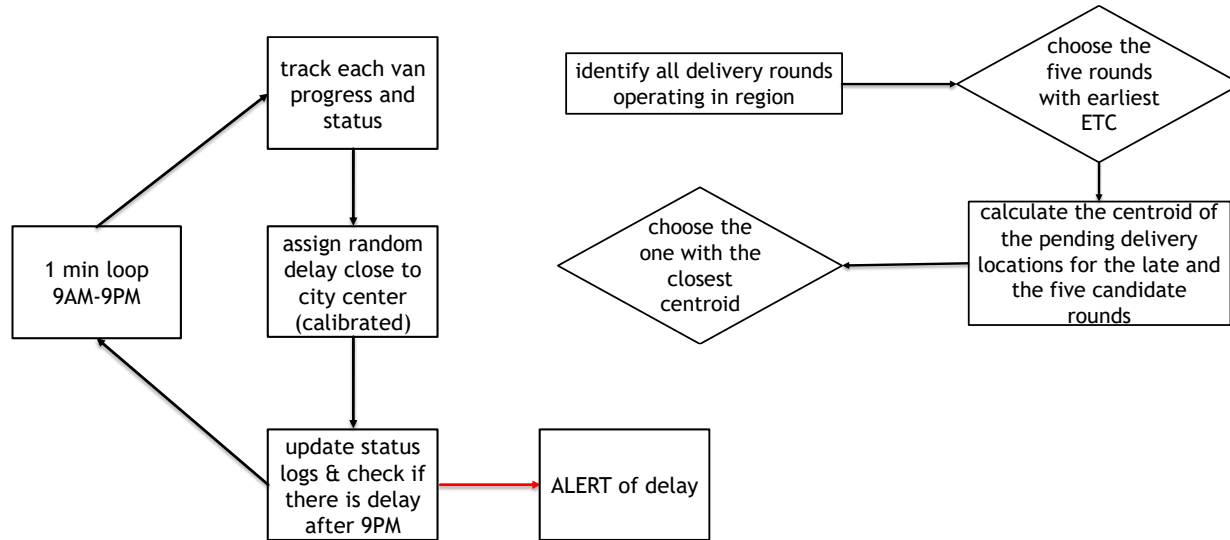 track each van
progress and
status
1 min loop
9AM-9PM
assign random
delay close to
city center
(calibrated)
update status
logs & check if
there is delay
after 9PM
ALERT of delay
identify all delivery rounds
operating in region
choose the
five rounds
with earliest
ETC
calculate the centroid of
the pending delivery
locations for the late and
the five candidate
rounds
choose the
one with the
closest
centroid